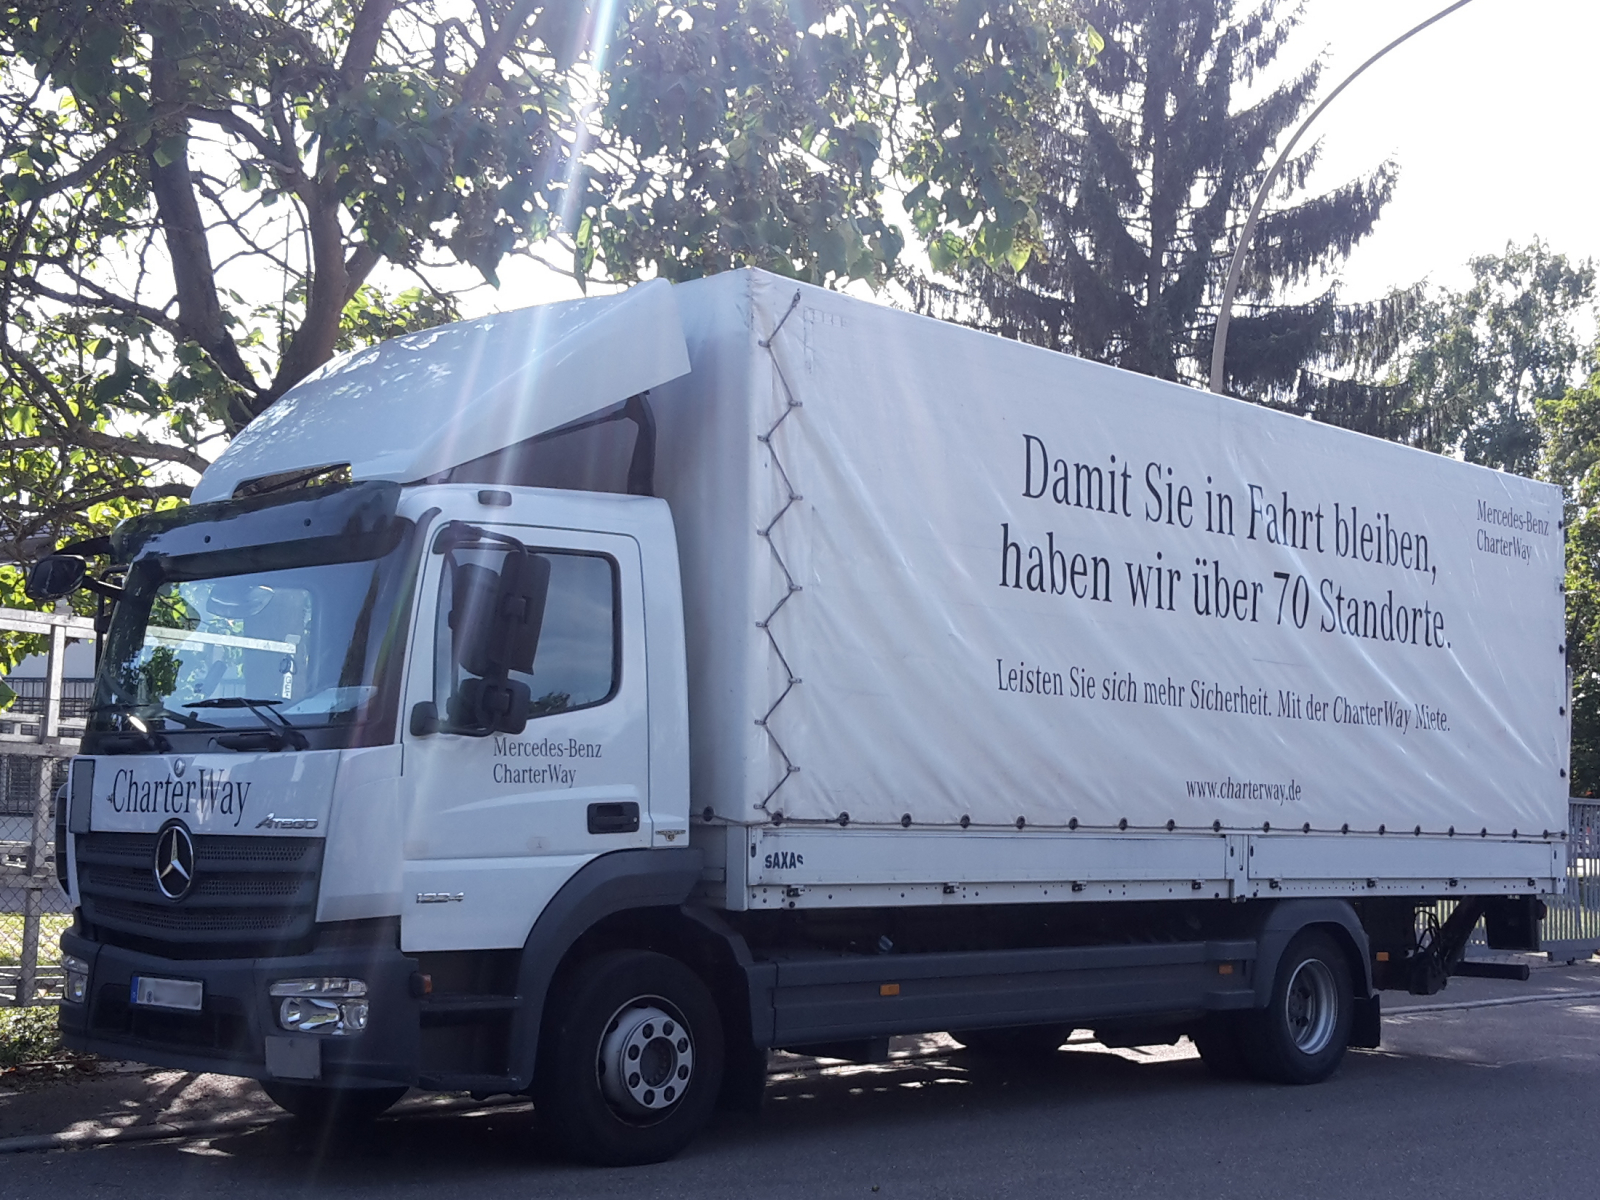 Damit Sie in Fahrt bleiben,
haben wir über 70 Standorte.
Mercedes-Benz
CharterWay
Leisten Sie sich mehr Sicherheit. Mit der CharterWay Miete.
www.charterway.de
Mercedes-Benz
CharterWay
CharterWay
ATEGO
1224
SAXAS